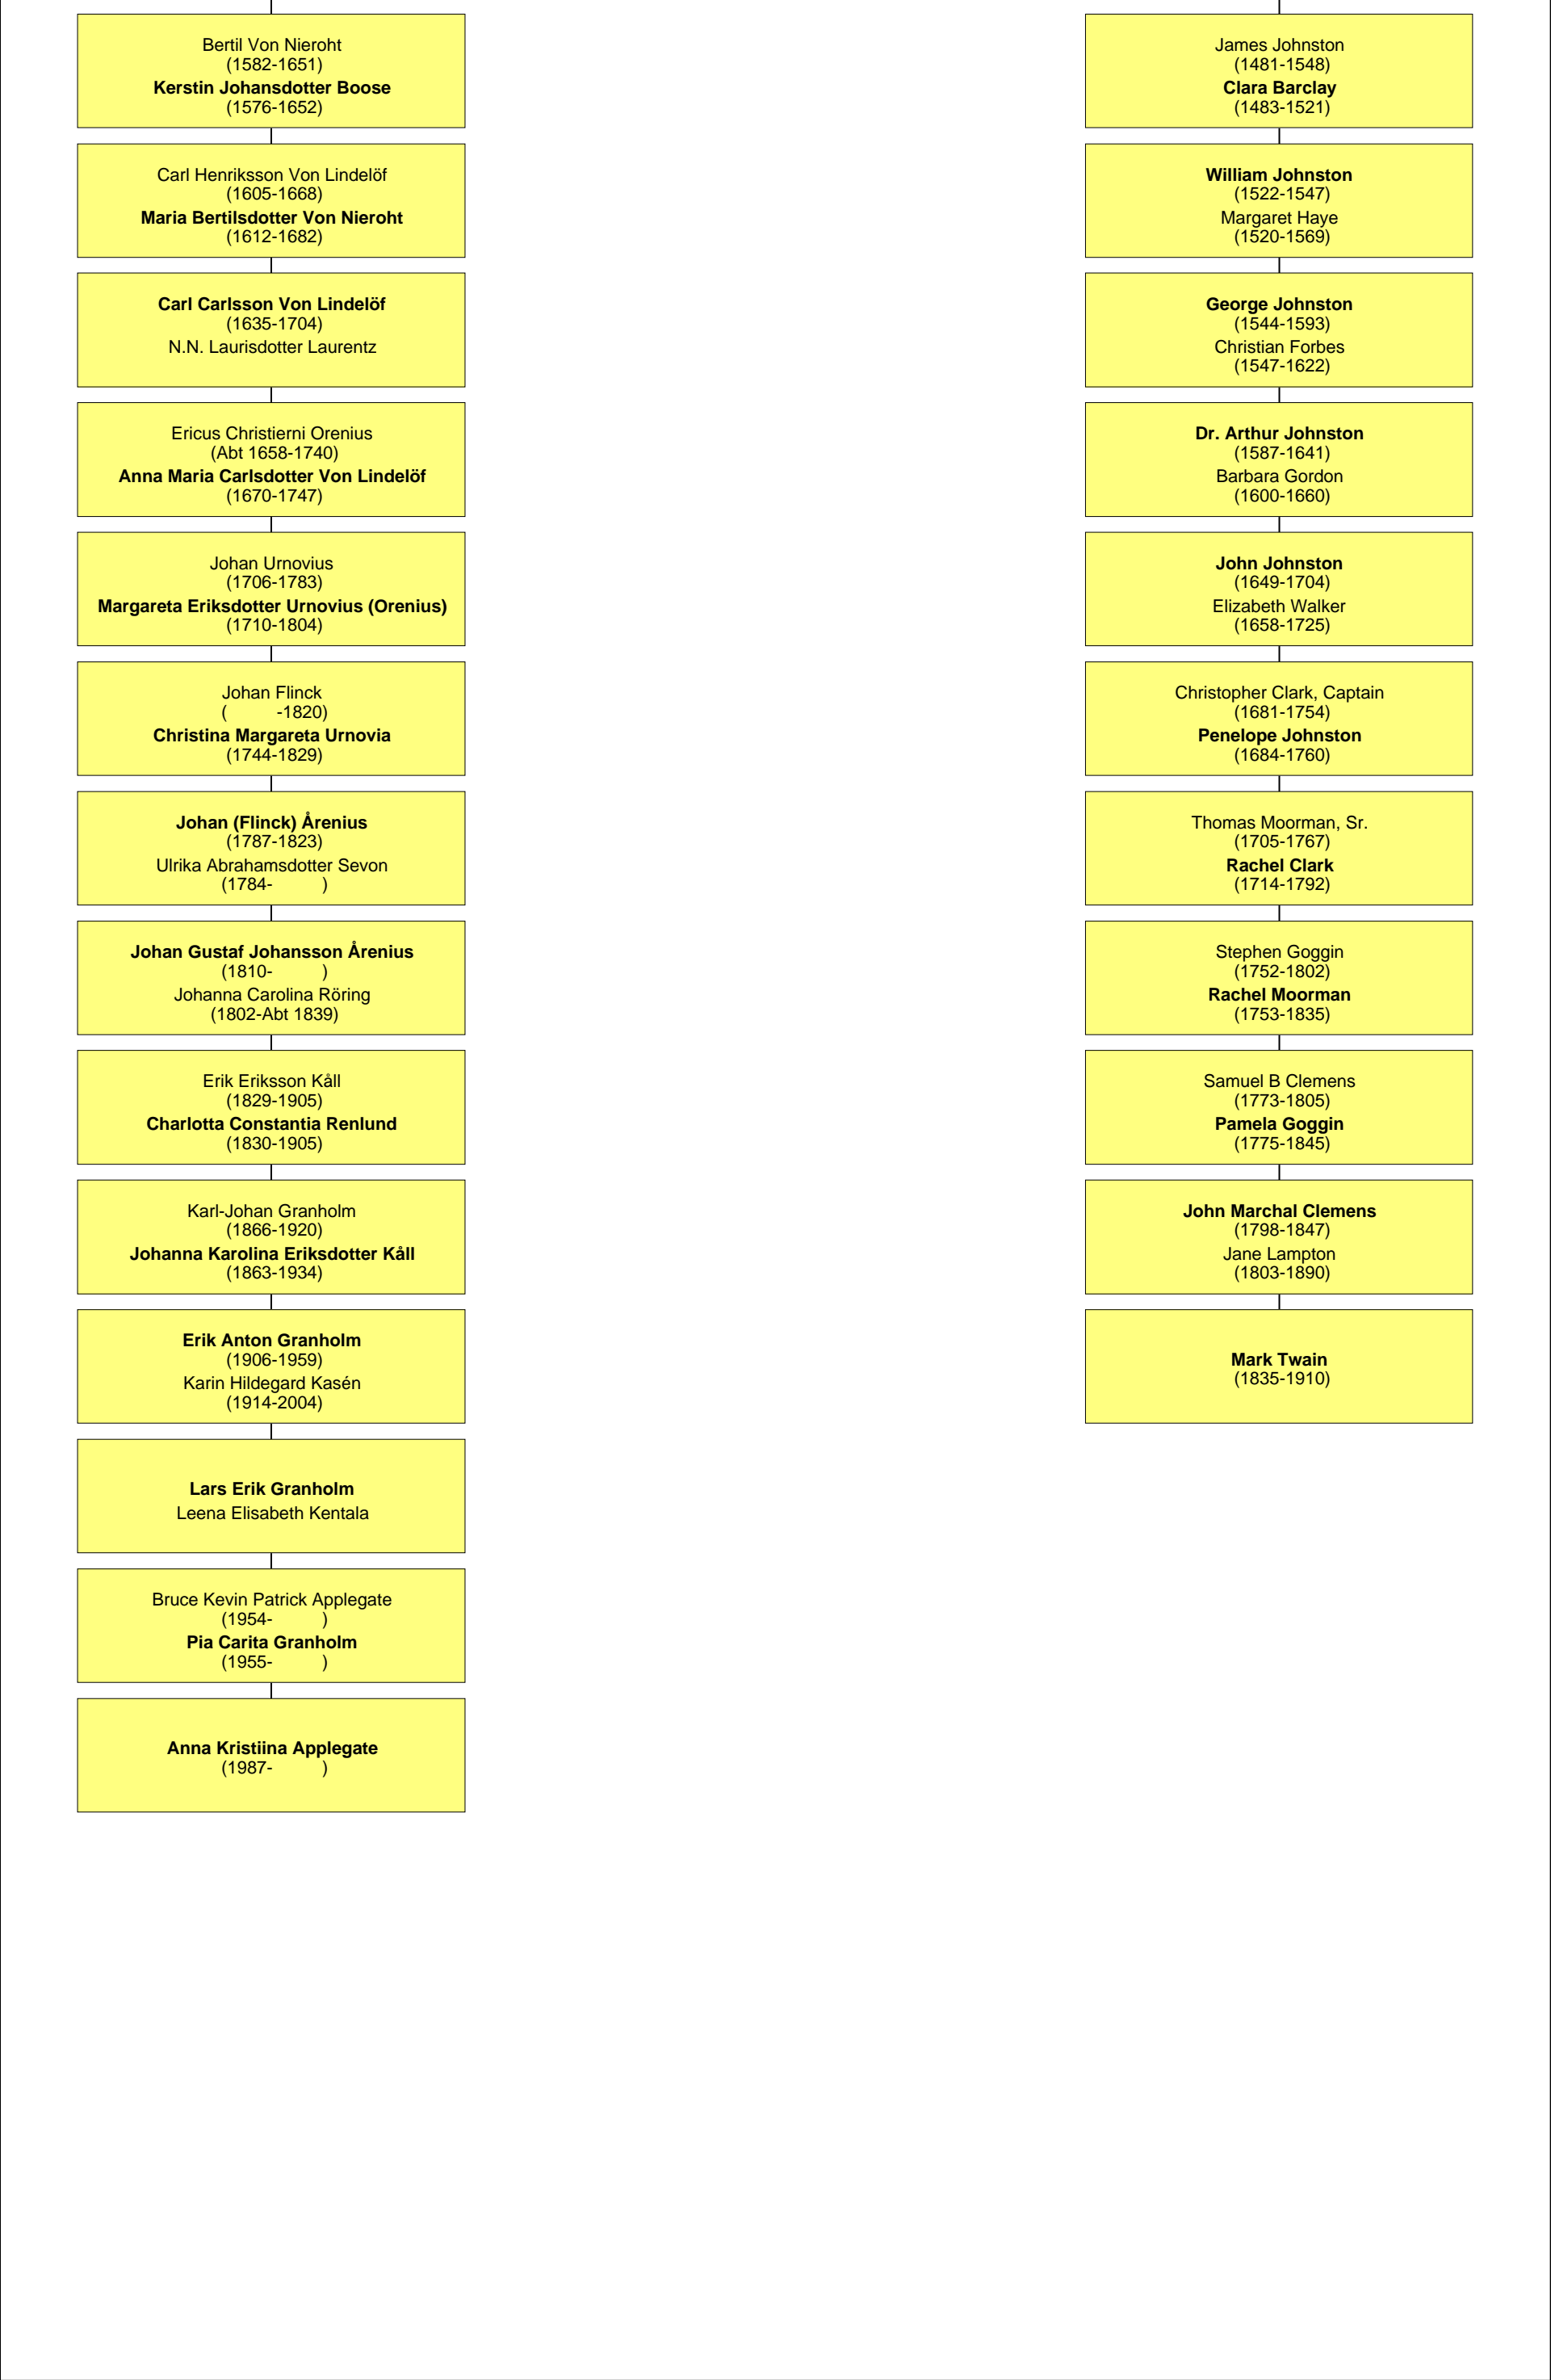 Bertil Von Nieroht
(1582-1651)
Kerstin Johansdotter Boose
(1576-1652)
Carl Henriksson Von Lindelöf
(1605-1668)
Maria Bertilsdotter Von Nieroht
(1612-1682)
Carl Carlsson Von Lindelöf
(1635-1704)
N.N. Laurisdotter Laurentz
Ericus Christierni Orenius
(Abt 1658-1740)
Anna Maria Carlsdotter Von Lindelöf
(1670-1747)
Johan Urnovius
(1706-1783)
Margareta Eriksdotter Urnovius (Orenius)
(1710-1804)
Johan Flinck
( -1820)
Christina Margareta Urnovia
(1744-1829)
Johan (Flinck) Årenius
(1787-1823)
Ulrika Abrahamsdotter Sevon
(1784- )
Johan Gustaf Johansson Årenius
(1810- )
Johanna Carolina Röring
(1802-Abt 1839)
Erik Eriksson Kåll
(1829-1905)
Charlotta Constantia Renlund
(1830-1905)
Karl-Johan Granholm
(1866-1920)
Johanna Karolina Eriksdotter Kåll
(1863-1934)
Erik Anton Granholm
(1906-1959)
Karin Hildegard Kasén
(1914-2004)
Lars Erik Granholm
Leena Elisabeth Kentala
Bruce Kevin Patrick Applegate
(1954- )
Pia Carita Granholm
(1955- )
Anna Kristiina Applegate
(1987- )
James Johnston
(1481-1548)
Clara Barclay
(1483-1521)
William Johnston
(1522-1547)
Margaret Haye
(1520-1569)
George Johnston
(1544-1593)
Christian Forbes
(1547-1622)
Dr. Arthur Johnston
(1587-1641)
Barbara Gordon
(1600-1660)
John Johnston
(1649-1704)
Elizabeth Walker
(1658-1725)
Christopher Clark, Captain
(1681-1754)
Penelope Johnston
(1684-1760)
Thomas Moorman, Sr.
(1705-1767)
Rachel Clark
(1714-1792)
Stephen Goggin
(1752-1802)
Rachel Moorman
(1753-1835)
Samuel B Clemens
(1773-1805)
Pamela Goggin
(1775-1845)
John Marchal Clemens
(1798-1847)
Jane Lampton
(1803-1890)
Mark Twain
(1835-1910)